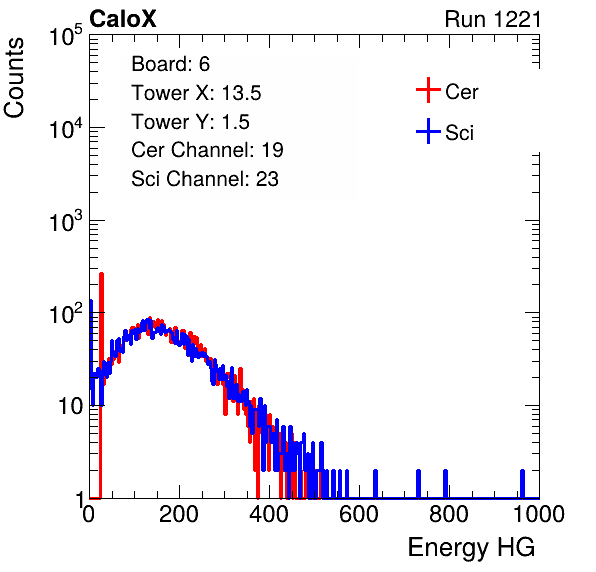 CaloX Run 1221
Counts
Board: 6
Tower X: 13.5
Tower Y: 1.5
Cer Channel: 19
Sci Channel: 23
Cer
Sci
10^5
10^4
10^3
10^2
10
1
0 200 400 600 800 1000
Energy HG